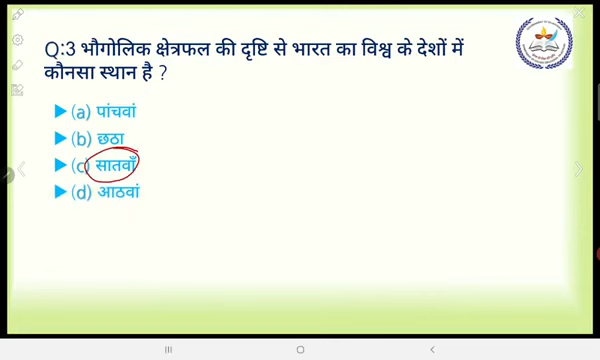 Q:3 भौगोलिक क्षेत्रफल की दृष्टि से भारत का विश्व के देशों में
कौनसा स्थान है ?
(a) पांचवां
(b) छठा
(c) सातवाँ
(d) आठवां